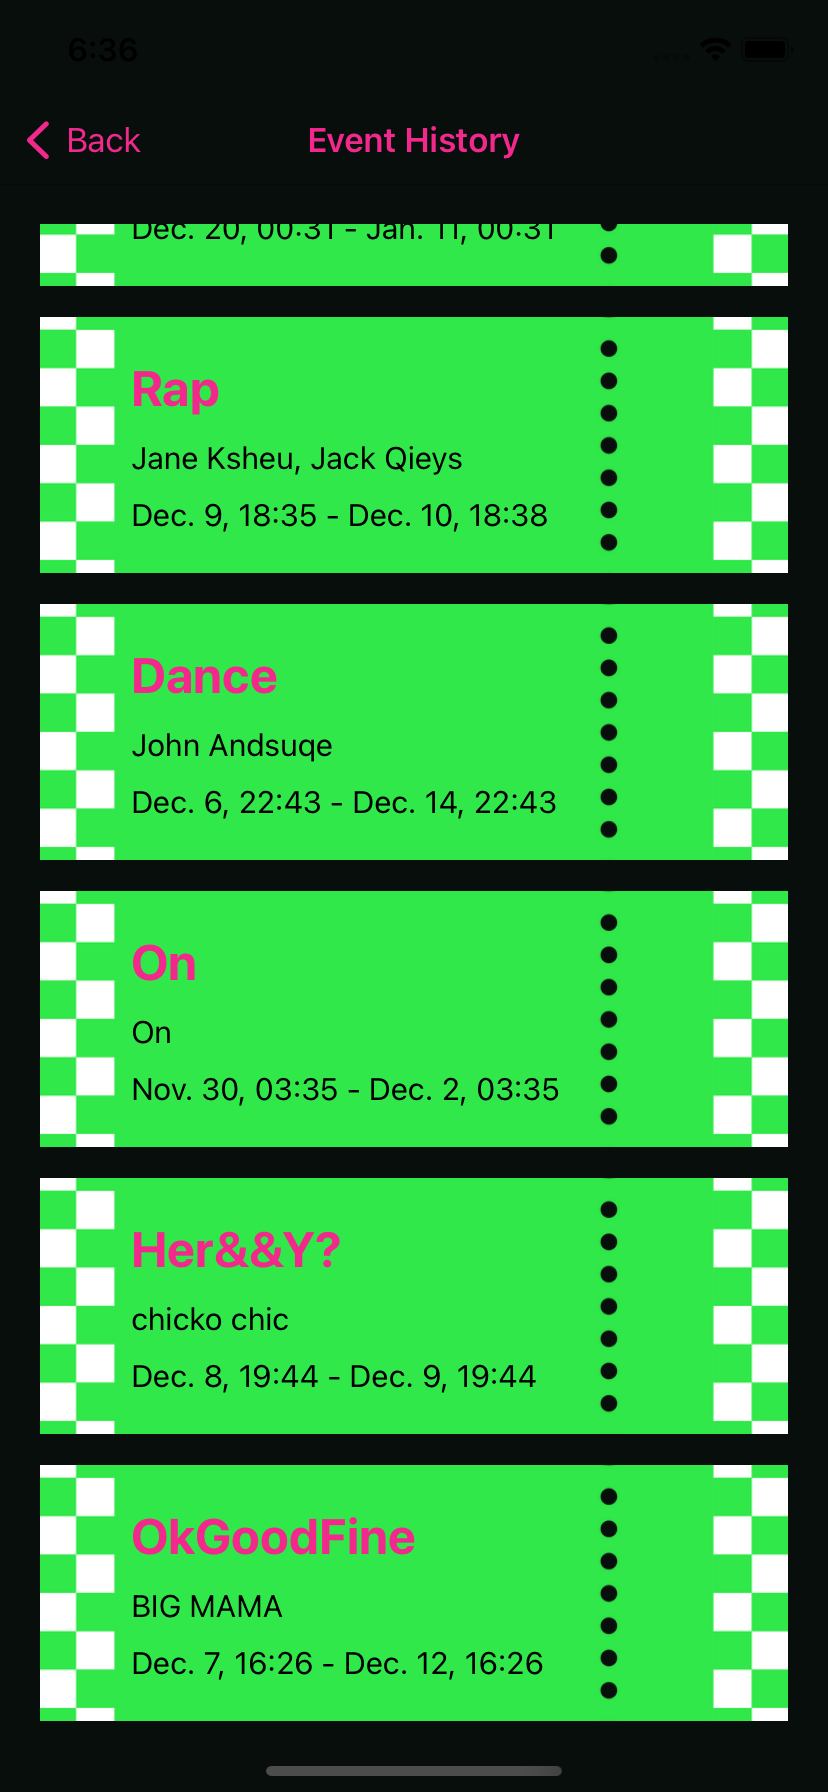 6:36
Back
Event History
Dec. 20, 00:31 - Jan. 11, 00:31
Rap
Jane Ksheu, Jack Qieys
Dec. 9, 18:35 - Dec. 10, 18:38
Dance
John Andsuqe
Dec. 6, 22:43 - Dec. 14, 22:43
On
On
Nov. 30, 03:35 - Dec. 2, 03:35
Her&&Y?
chicko chic
Dec. 8, 19:44 - Dec. 9, 19:44
OkGoodFine
BIG MAMA
Dec. 7, 16:26 - Dec. 12, 16:26